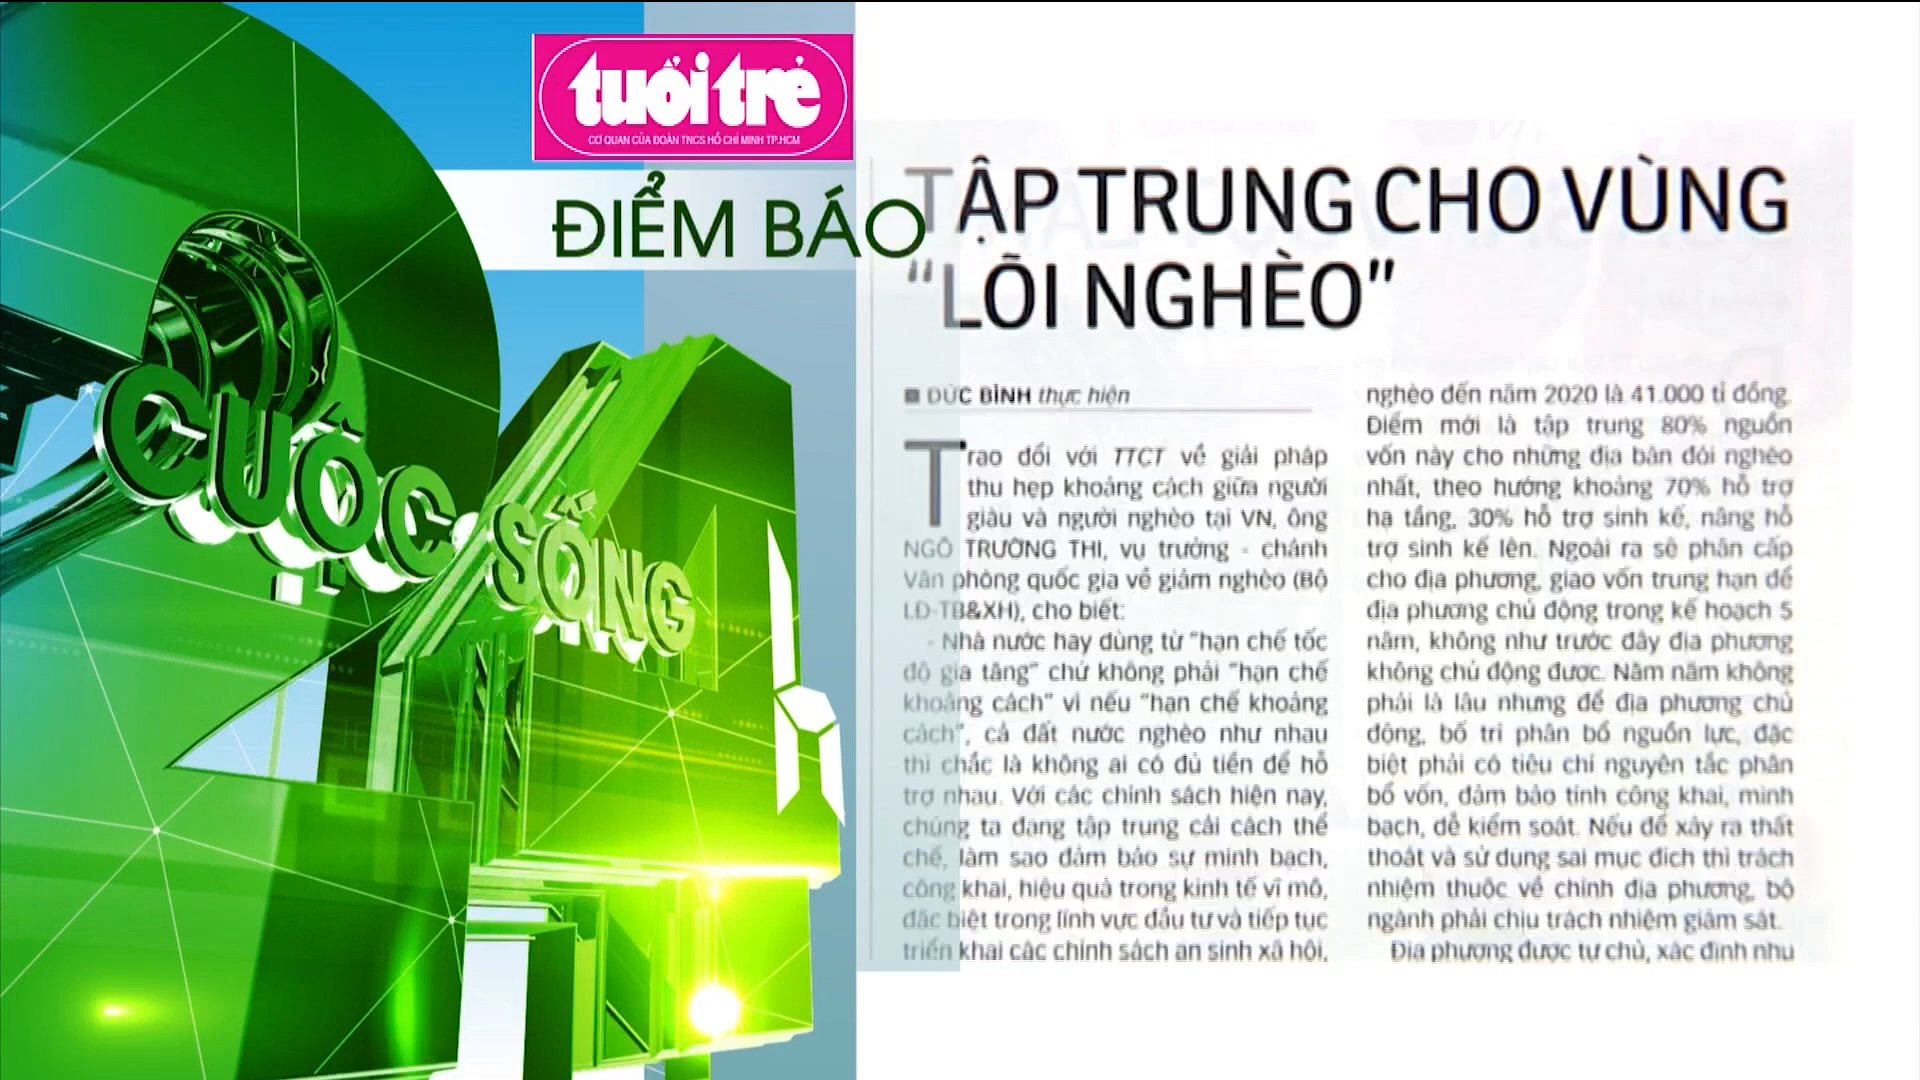 tuổi trẻ
CƠ QUAN CỦA ĐOÀN TNCS HỒ CHÍ MINH TP.HCM
ĐIỂM BÁO
CUỘC SỐNG
24h
TẬP TRUNG CHO VÙNG
“LÕI NGHÈO”
■ ĐỨC BÌNH thực hiện
Trao đổi với TTCT về giải pháp
thu hẹp khoảng cách giữa người
giàu và người nghèo tại VN, ông
NGÔ TRƯỜNG THI, vụ trưởng - chánh
Văn phòng quốc gia về giảm nghèo (Bộ
LĐ-TB&XH), cho biết:
- Nhà nước hay dùng từ “hạn chế tốc
độ gia tăng” chứ không phải “hạn chế
khoảng cách” vì nếu “hạn chế khoảng
cách”, cả đất nước nghèo như nhau
thì chắc là không ai có đủ tiền để hỗ
trợ nhau. Với các chính sách hiện nay,
chúng ta đang tập trung cải cách thể
chế, làm sao đảm bảo sự minh bạch,
công khai, hiệu quả trong kinh tế vĩ mô,
đặc biệt trong lĩnh vực đầu tư và tiếp tục
triển khai các chính sách an sinh xã hội,
nghèo đến năm 2020 là 41.000 tỉ đồng.
Điểm mới là tập trung 80% nguồn
vốn này cho những địa bàn đói nghèo
nhất, theo hướng khoảng 70% hỗ trợ
hạ tầng, 30% hỗ trợ sinh kế, nâng hỗ
trợ sinh kế lên. Ngoài ra sẽ phân cấp
cho địa phương, giao vốn trung hạn để
địa phương chủ động trong kế hoạch 5
năm, không như trước đây địa phương
không chủ động được. Năm năm không
phải là lâu nhưng để địa phương chủ
động, bố trí phân bổ nguồn lực, đặc
biệt phải có tiêu chí nguyên tắc phân
bổ vốn, đảm bảo tính công khai, minh
bạch, dễ kiểm soát. Nếu để xảy ra thất
thoát và sử dụng sai mục đích thì trách
nhiệm thuộc về chính địa phương, bộ
ngành phải chịu trách nhiệm giám sát.
Địa phương được tự chủ, xác định nhu